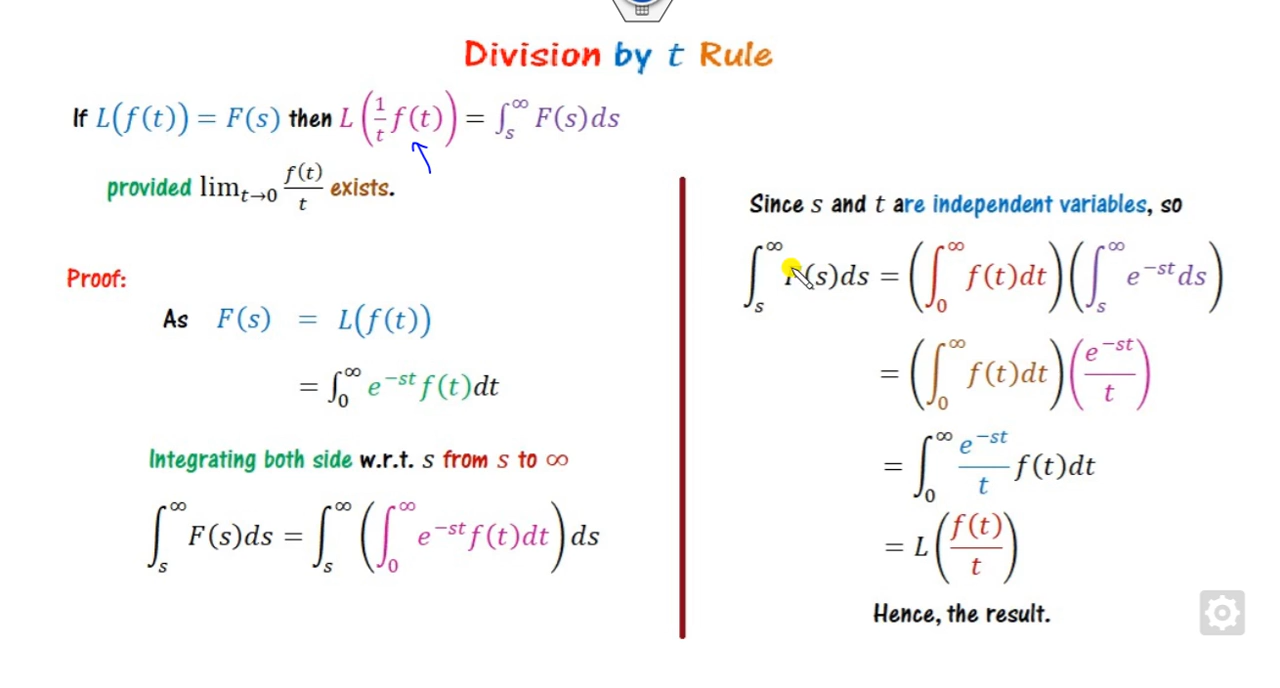 Division by t Rule
If L(f(t)) = F(s) then L(1/t f(t)) = ∫_s^∞ F(s)ds
provided lim_{t→0} f(t)/t exists.
Proof:
As F(s) = L(f(t))
= ∫_0^∞ e^{-st} f(t)dt
Integrating both side w.r.t. s from s to ∞
∫_s^∞ F(s)ds = ∫_s^∞ (∫_0^∞ e^{-st} f(t)dt) ds
Since s and t are independent variables, so
∫_s^∞ F(s)ds = (∫_0^∞ f(t)dt)(∫_s^∞ e^{-st} ds)
= (∫_0^∞ f(t)dt)(e^{-st}/t)
= ∫_0^∞ e^{-st}/t f(t)dt
= L(f(t)/t)
Hence, the result.